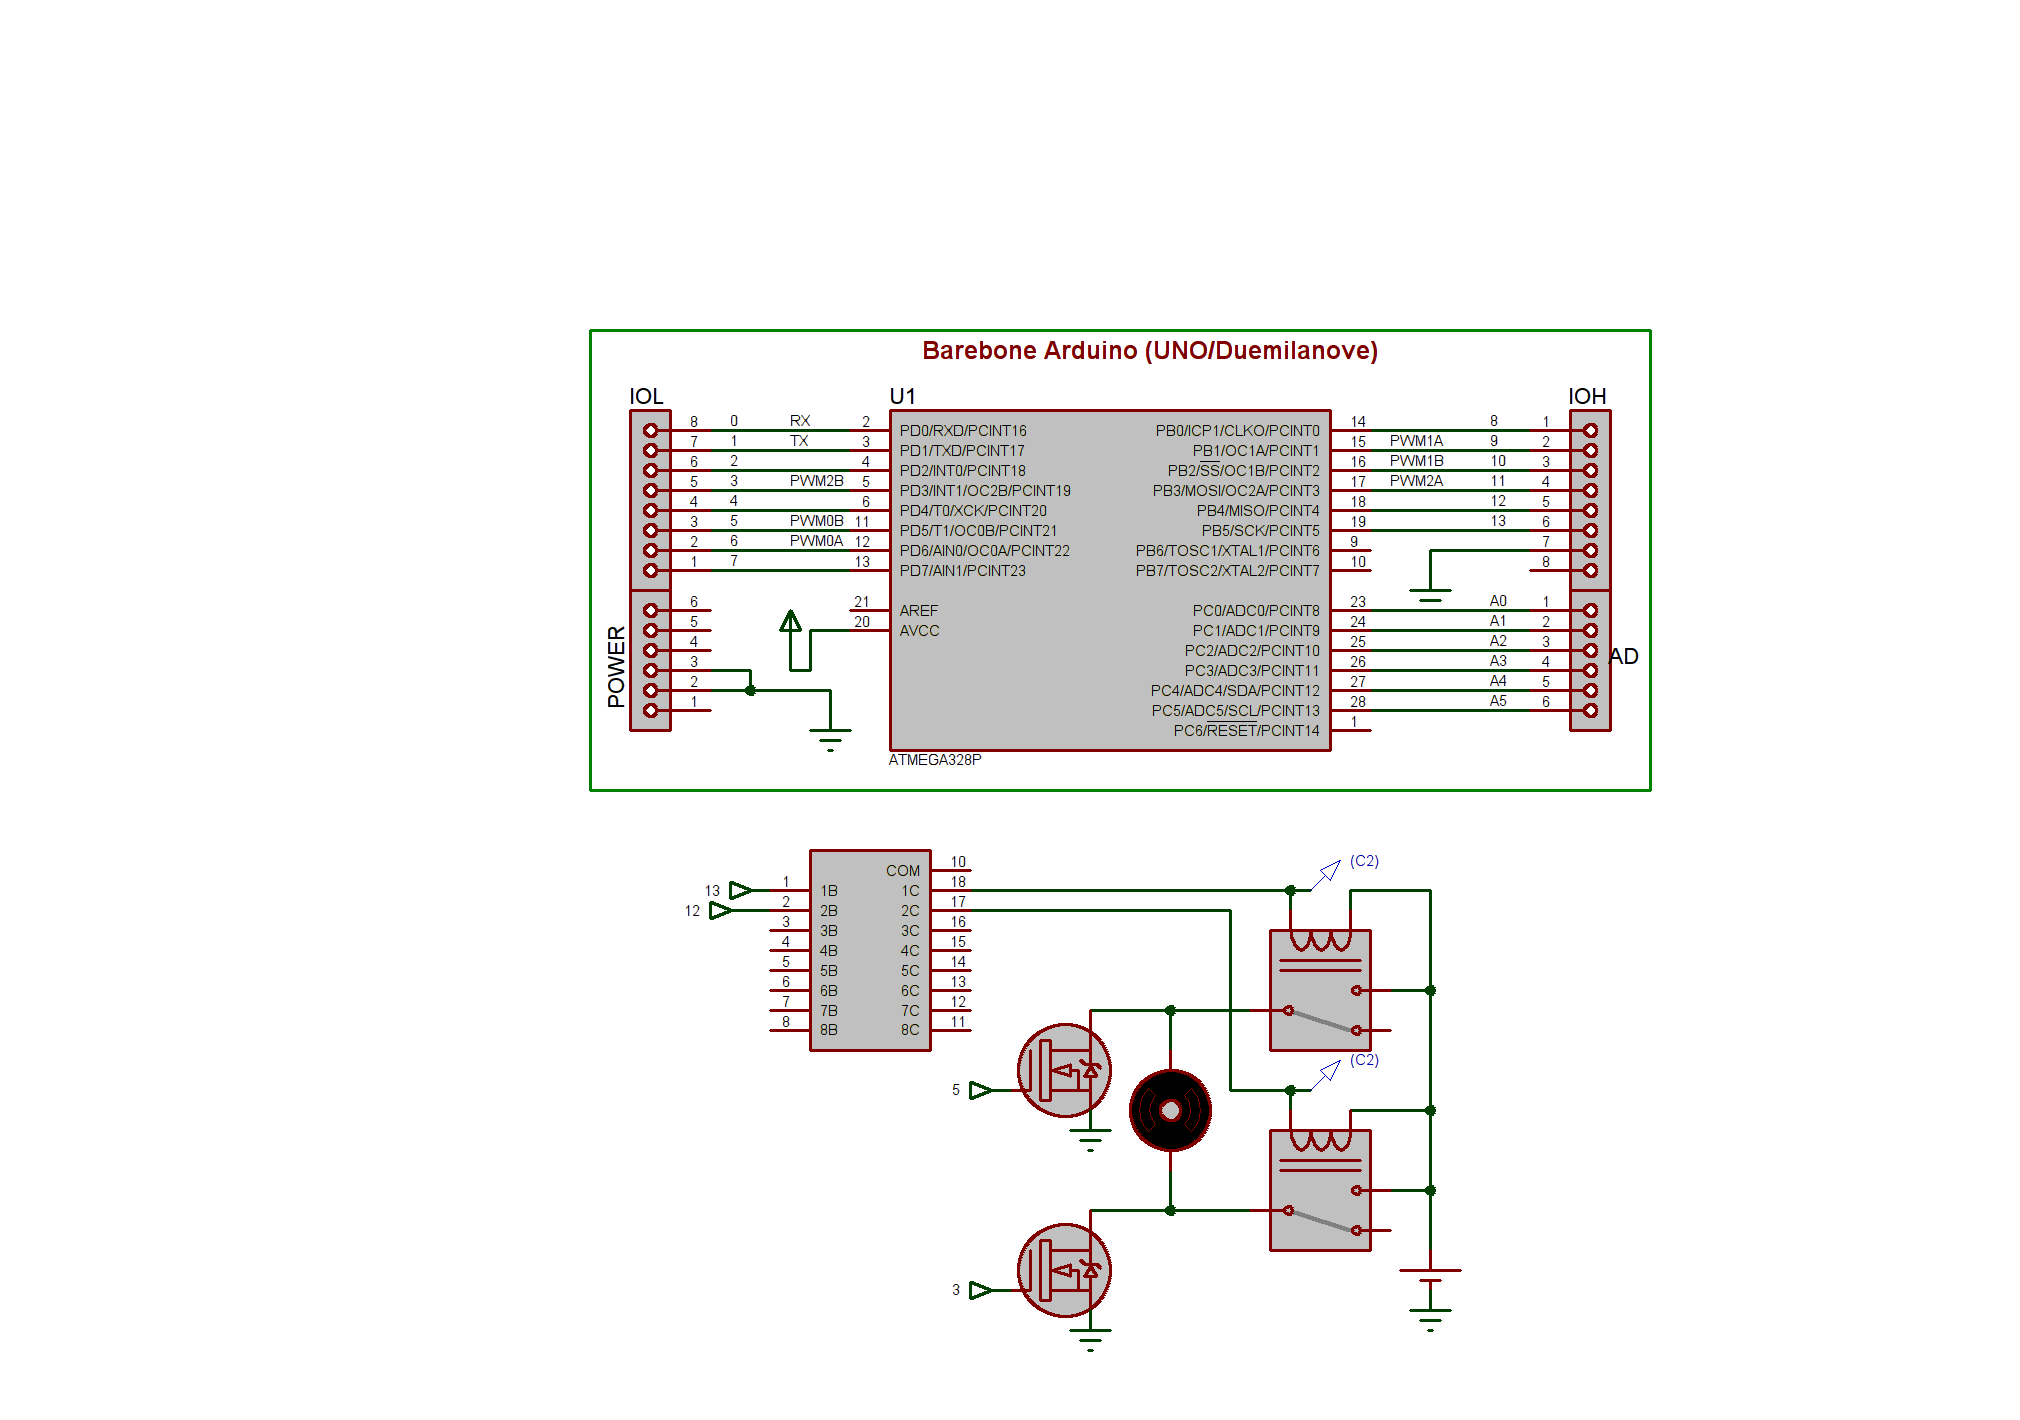 Barebone Arduino (UNO/Duemilanove)
IOL U1 IOH
8 0 RX 2 PD0/RXD/PCINT16 PB0/ICP1/CLKO/PCINT0 14 8 1
7 1 TX 3 PD1/TXD/PCINT17 PB1/OC1A/PCINT1 15 PWM1A 9 2
6 2 4 PD2/INT0/PCINT18 PB2/SS/OC1B/PCINT2 16 PWM1B 10 3
5 3 PWM2B 5 PD3/INT1/OC2B/PCINT19 PB3/MOSI/OC2A/PCINT3 17 PWM2A 11 4
4 4 6 PD4/T0/XCK/PCINT20 PB4/MISO/PCINT4 18 12 5
3 5 PWM0B 11 PD5/T1/OC0B/PCINT21 PB5/SCK/PCINT5 19 13 6
2 6 PWM0A 12 PD6/AIN0/OC0A/PCINT22 PB6/TOSC1/XTAL1/PCINT6 9 7
1 7 13 PD7/AIN1/PCINT23 PB7/TOSC2/XTAL2/PCINT7 10 8
6 21 AREF PC0/ADC0/PCINT8 23 A0 1
5 20 AVCC PC1/ADC1/PCINT9 24 A1 2
4 PC2/ADC2/PCINT10 25 A2 3
3 PC3/ADC3/PCINT11 26 A3 4
2 PC4/ADC4/SDA/PCINT12 27 A4 5
1 PC5/ADC5/SCL/PCINT13 28 A5 6
PC6/RESET/PCINT14 1
POWER
AD
ATMEGA328P
COM 10 (C2)
13 1 1B 1C 18
12 2 2B 2C 17
3 3B 3C 16
4 4B 4C 15
5 5B 5C 14
6 6B 6C 13
7 7B 7C 12
8 8B 8C 11
(C2)
5
3